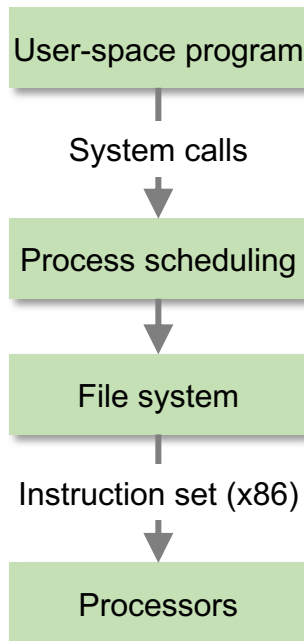 User-space program
System calls
Process scheduling
File system
Instruction set (x86)
Processors